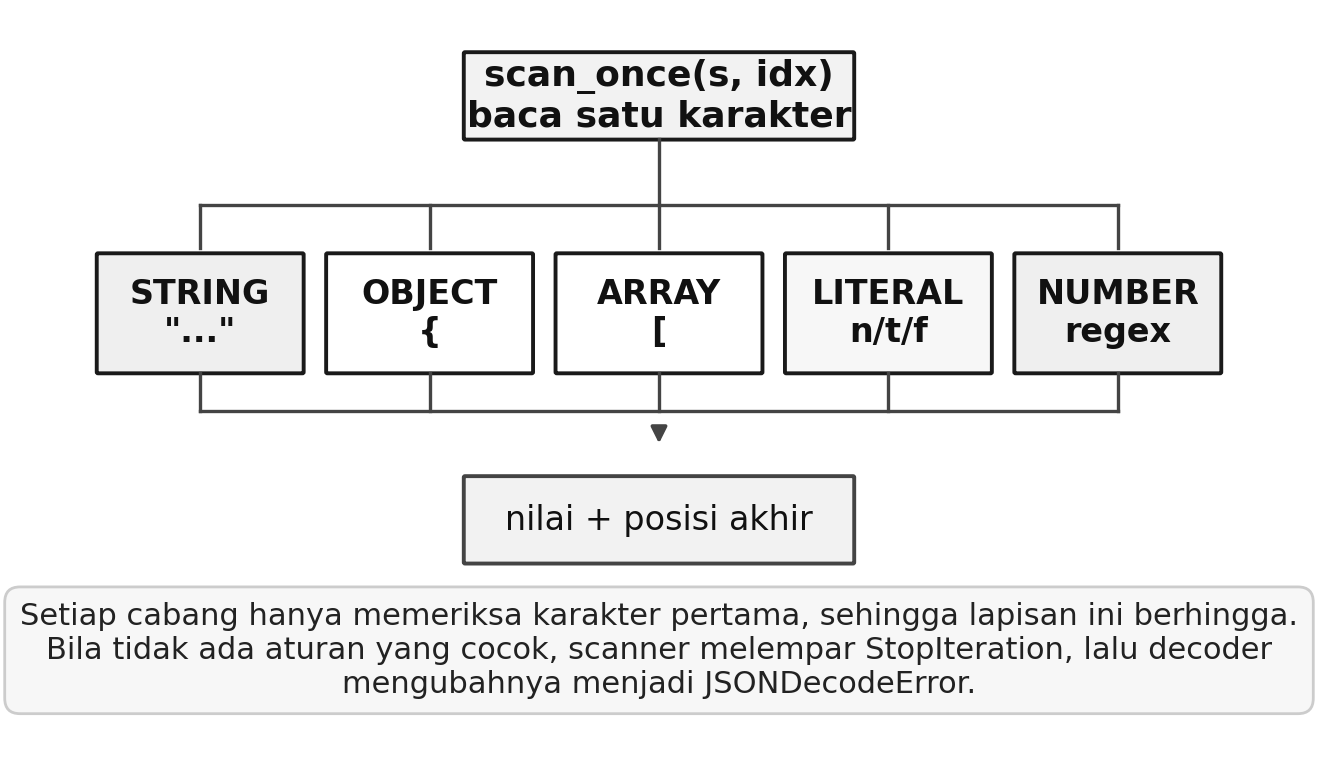 scan_once(s, idx)
baca satu karakter
STRING
"..."
OBJECT
{
ARRAY
[
LITERAL
n/t/f
NUMBER
regex
nilai + posisi akhir
Setiap cabang hanya memeriksa karakter pertama, sehingga lapisan ini berhingga.
Bila tidak ada aturan yang cocok, scanner melempar StopIteration, lalu decoder
mengubahnya menjadi JSONDecodeError.